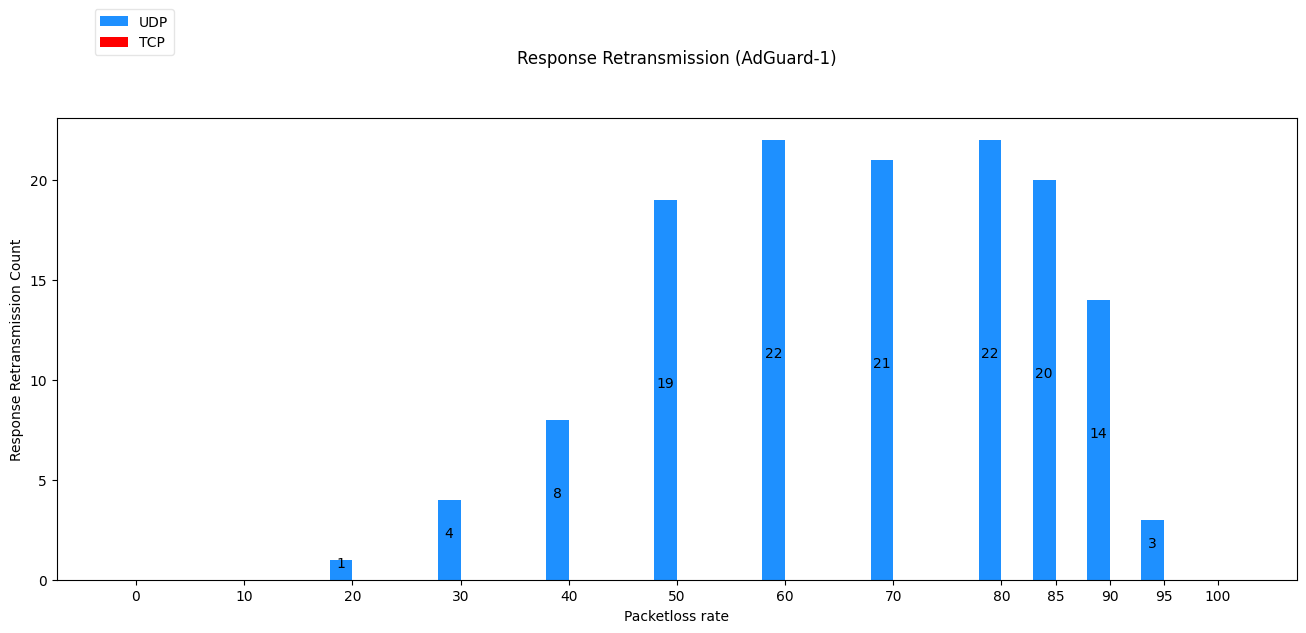 UDP
TCP
Response Retransmission (AdGuard-1)
Response Retransmission Count
20
15
10
5
0
1
4
8
19
22
21
22
20
14
3
0 10 20 30 40 50 60 70 80 85 90 95 100
Packetloss rate